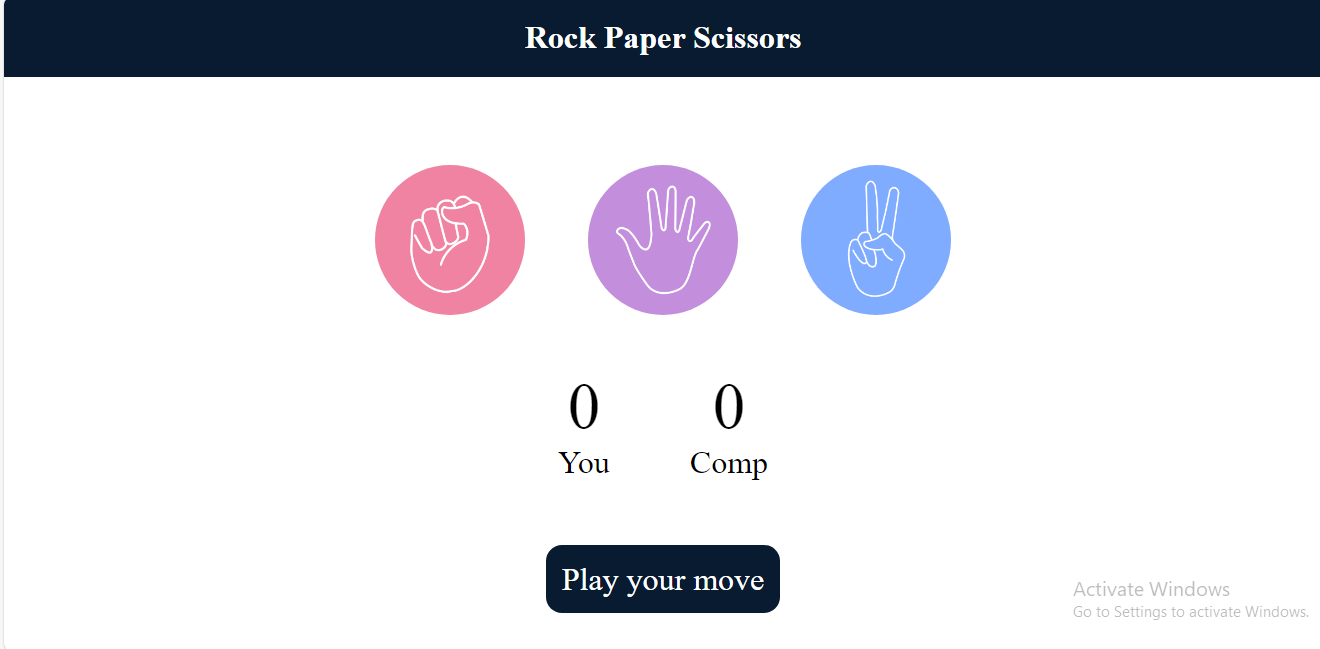 Rock Paper Scissors
0 0
You Comp
Play your move
Activate Windows
Go to Settings to activate Windows.